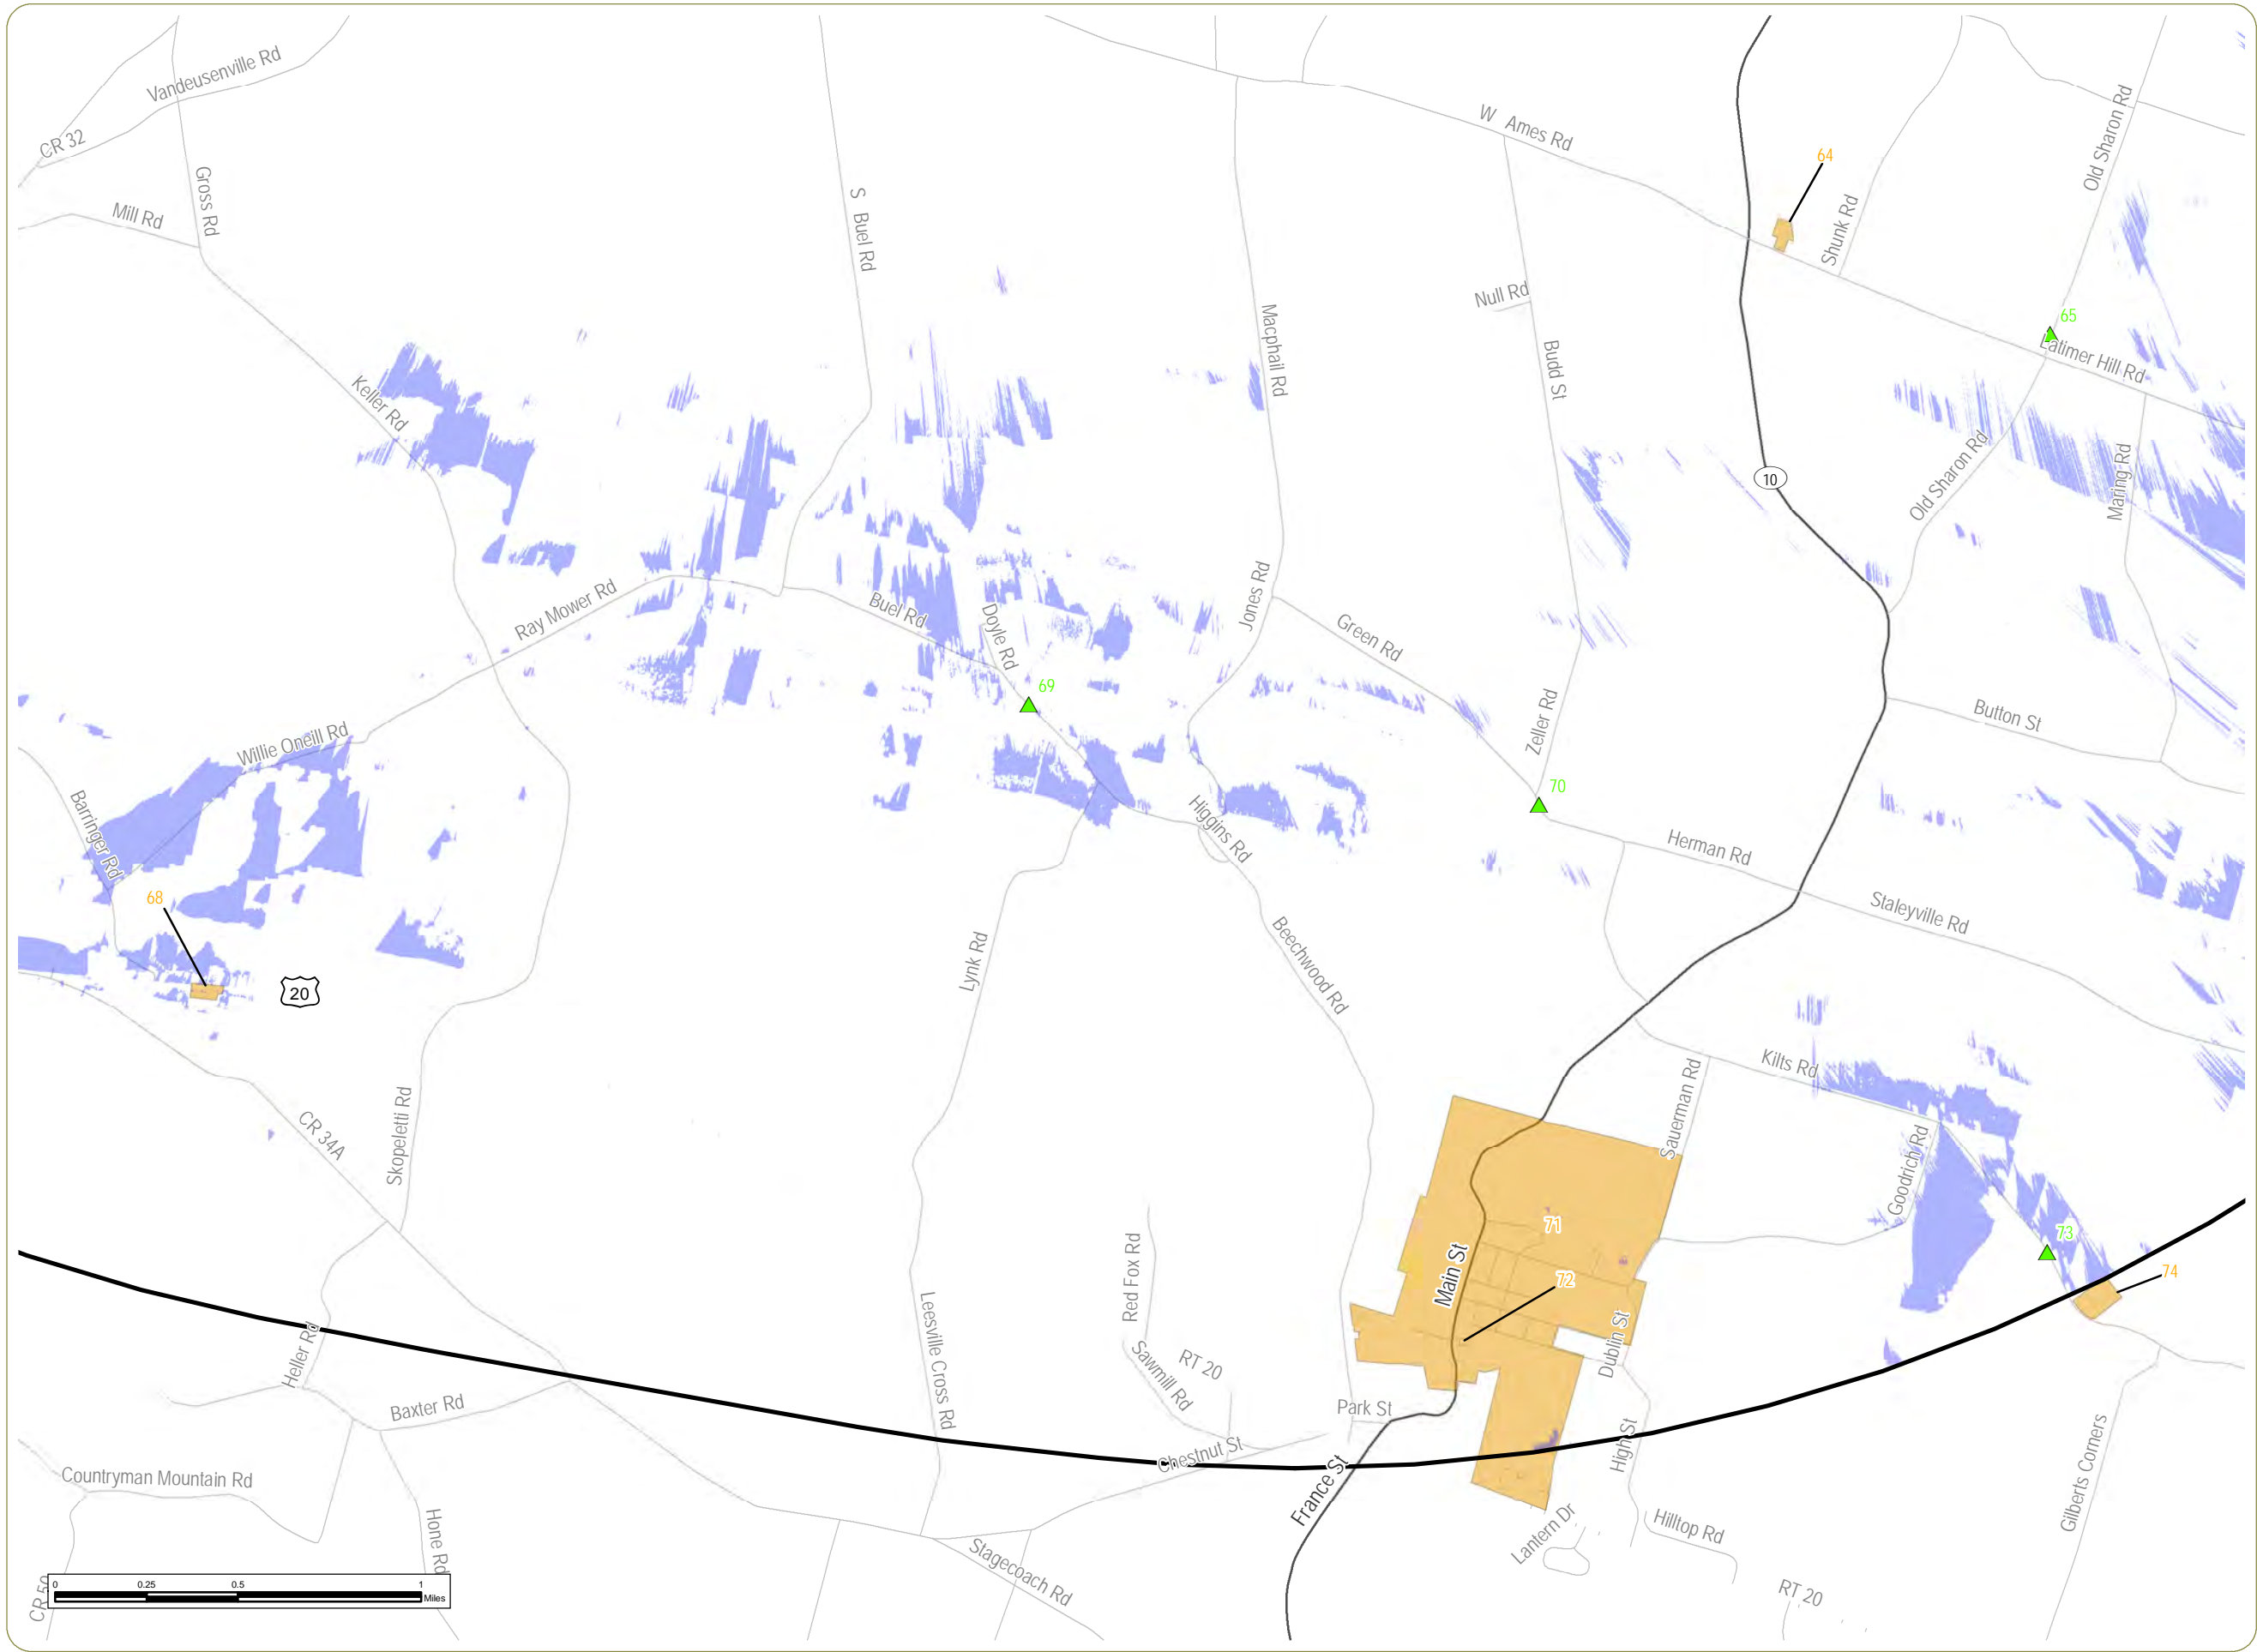 Vandeusenville Rd
CR 32
Gross Rd
Mill Rd
S Buel Rd
W Ames Rd
Old Sharon Rd
64
Shunk Rd
Null Rd
Macphail Rd
65
Latimer Hill Rd
Budd St
Keller Rd
10
Old Sharon Rd
Maring Rd
Ray Mower Rd
Buel Rd
Doyle Rd
Jones Rd
Green Rd
69
Zeller Rd
Button St
Willie Oneill Rd
70
Barringer Rd
Higgins Rd
Herman Rd
68
Staleyville Rd
Lynk Rd
Beechwood Rd
20
Kilts Rd
Sauerman Rd
CR 34A
Skopeletti Rd
Goodrich Rd
71
73
Main St
72
74
Red Fox Rd
Leesville Cross Rd
Heller Rd
Sawmill Rd
RT 20
Dublin St
Baxter Rd
Park St
Chestnut St
High St
Countryman Mountain Rd
France St
Gilberts Corners
Hone Rd
Lantern Dr
Hilltop Rd
Stagecoach Rd
RT 20
CR 50
0 0.25 0.5 1
Miles